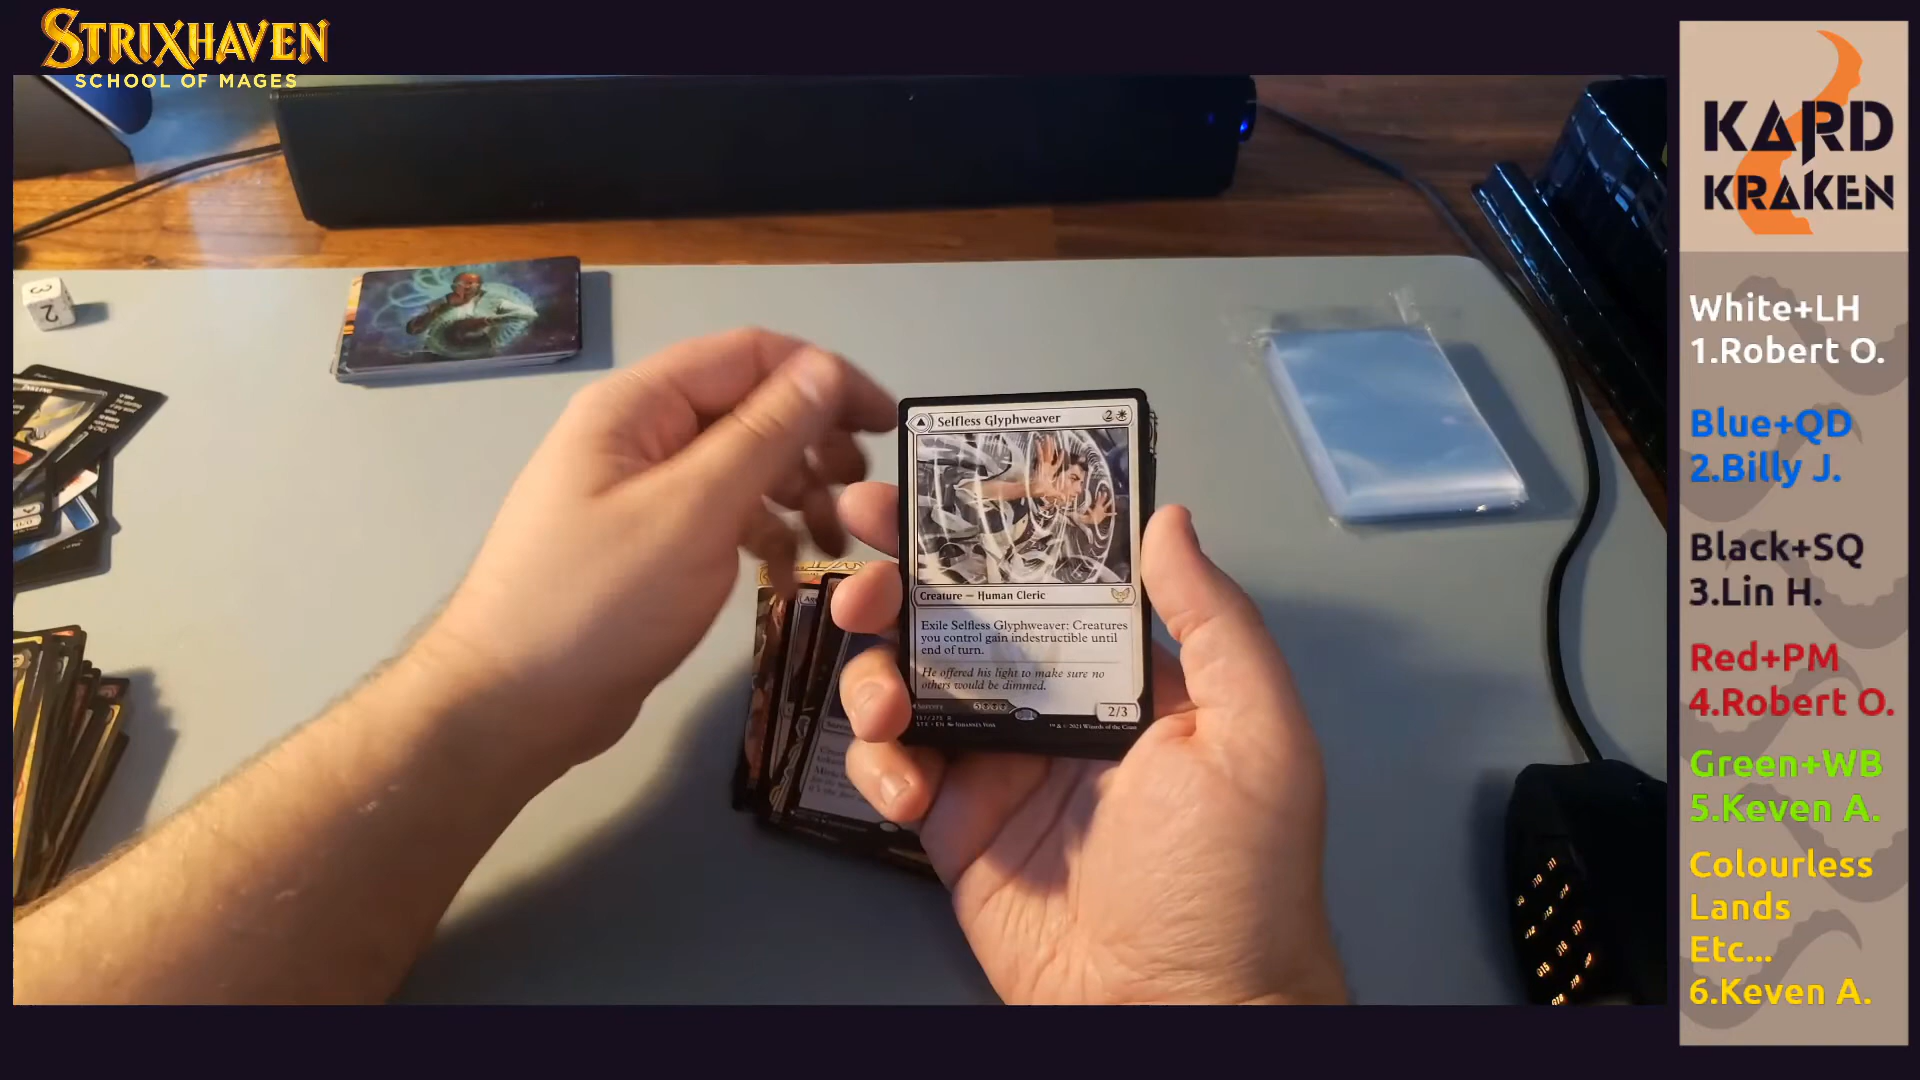 STRIXHAVEN
SCHOOL OF MAGES
KARD
KRAKEN
White+LH
1.Robert O.
Blue+QD
2.Billy J.
Black+SQ
3.Lin H.
Red+PM
4.Robert O.
Green+WB
5.Keven A.
Colourless
Lands
Etc...
6.Keven A.
Selfless Glyphweaver
2
Creature — Human Cleric
Exile Selfless Glyphweaver: Creatures
you control gain indestructible until
end of turn.
He offered his light to make sure no
others would be dimmed.
2/3
3
2